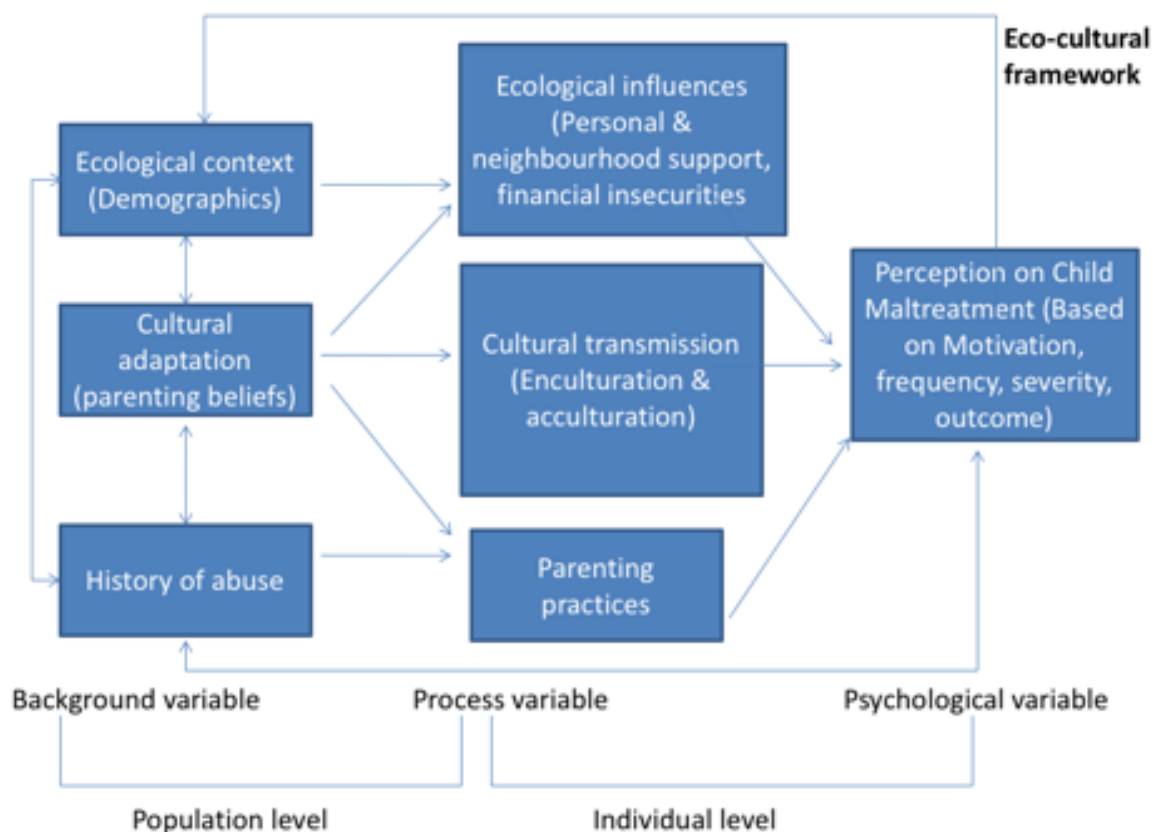 Eco-cultural
framework
Ecological context
(Demographics)
Cultural
adaptation
(parenting beliefs)
History of abuse
Ecological influences
(Personal &
neighbourhood support,
financial insecurities
Cultural transmission
(Enculturation &
acculturation)
Parenting
practices
Perception on Child
Maltreatment (Based
on Motivation,
frequency, severity,
outcome)
Background variable
Process variable
Psychological variable
Population level
Individual level